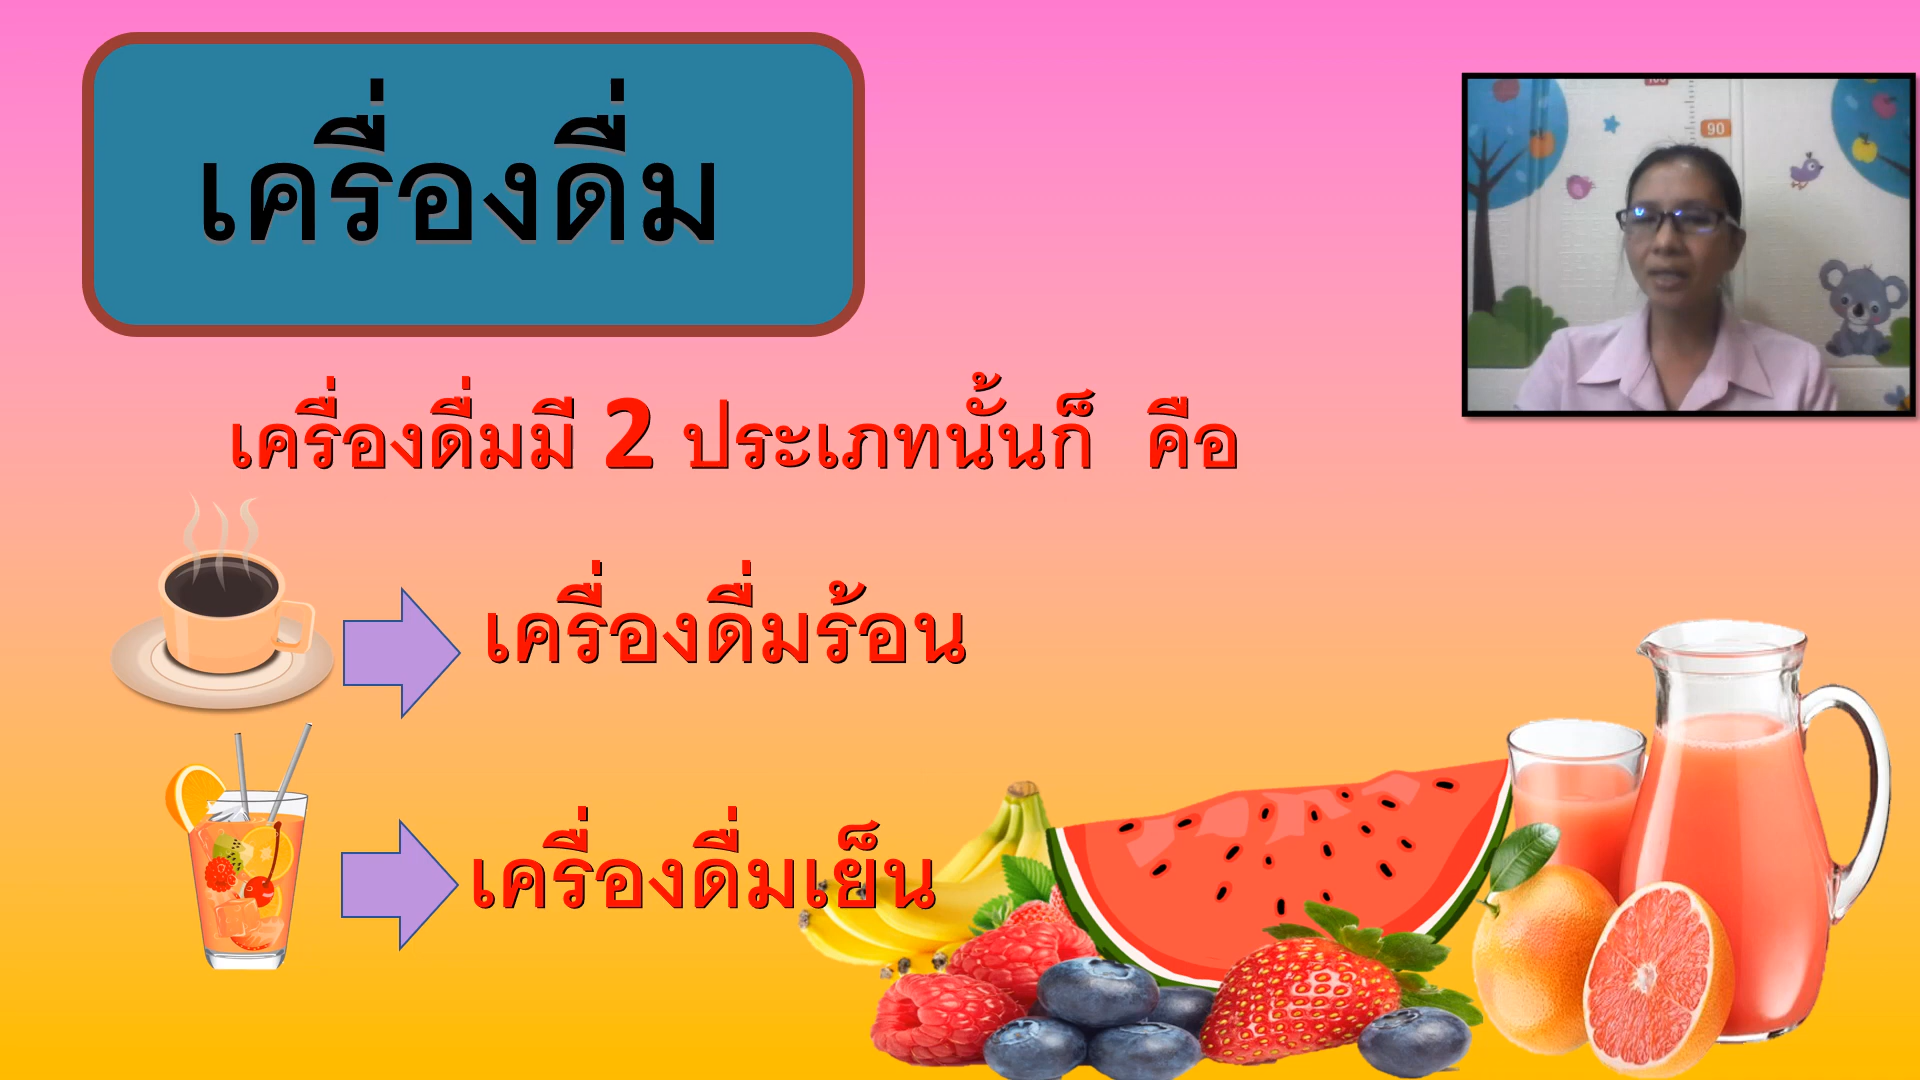 เครื่องดื่ม
เครื่องดื่มมี 2 ประเภทนั้นก็ คือ
เครื่องดื่มร้อน
เครื่องดื่มเย็น
90